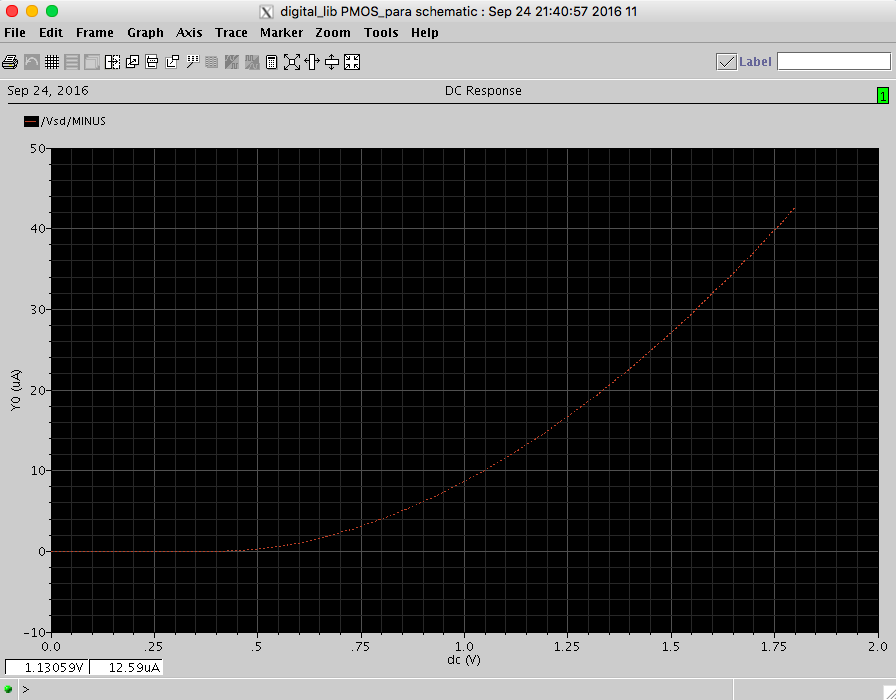 digital_lib PMOS_para schematic : Sep 24 21:40:57 2016 11
File Edit Frame Graph Axis Trace Marker Zoom Tools Help
Label
Sep 24, 2016 DC Response 1
/Vsd/MINUS
50
40
30
20
10
0
-10
Y0 (uA)
0.0 .25 .5 .75 1.0 1.25 1.5 1.75 2.0
dc (V)
1.13059V 12.59uA
>